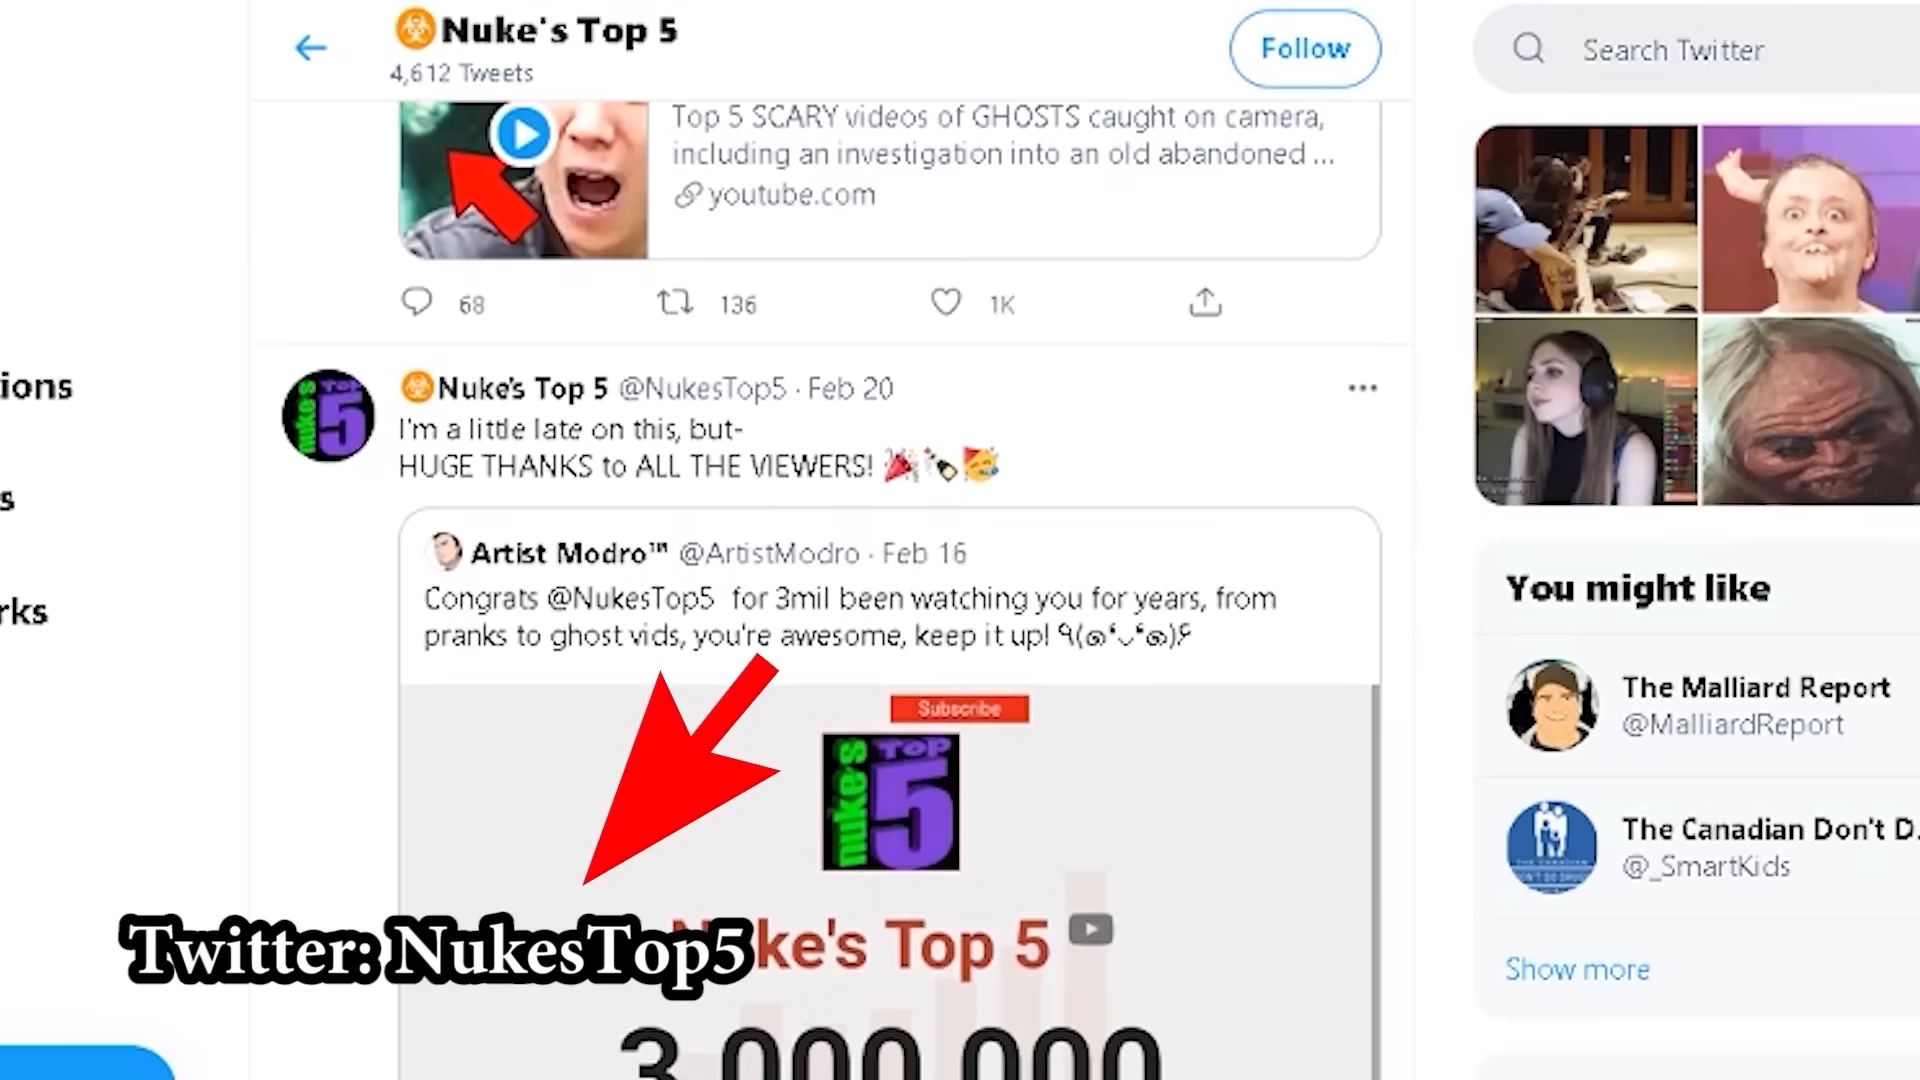 Nuke's Top 5
4,612 Tweets
Follow
Search Twitter
Top 5 SCARY videos of GHOSTS caught on camera,
including an investigation into an old abandoned ...
youtube.com
68 136 1K
ions
s
rks
Nuke's Top 5 @NukesTop5 · Feb 20
I'm a little late on this, but-
HUGE THANKS to ALL THE VIEWERS! 🎉🍾🥳
Artist Modro™ @ArtistModro · Feb 16
Congrats @NukesTop5 for 3mil been watching you for years, from
pranks to ghost vids, you're awesome, keep it up! ٩(๑❛ᴗ❛๑)۶
Subscribe
nuke's TOP 5
ke's Top 5
3,000,000
Twitter: NukesTop5
You might like
The Malliard Report
@MalliardReport
The Canadian Don't D.
@_SmartKids
Show more